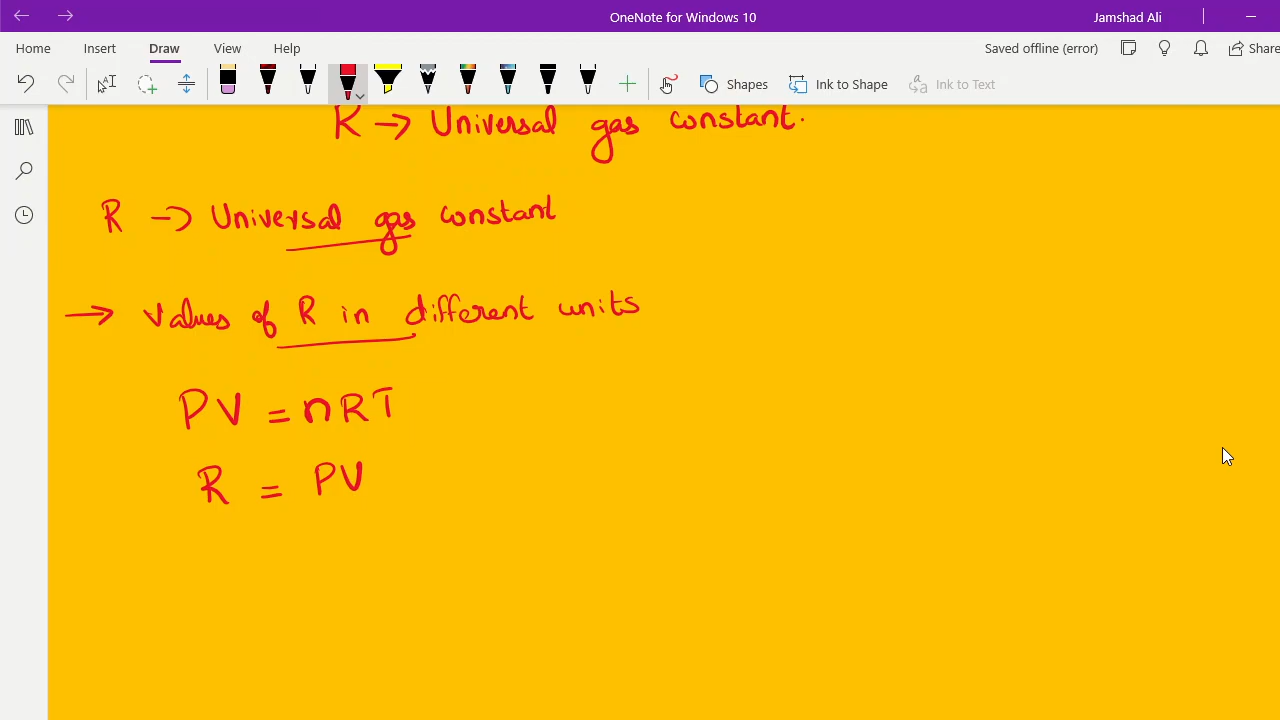 OneNote for Windows 10
Jamshad Ali
Home Insert Draw View Help
Saved offline (error)
Share
Shapes
Ink to Shape
Ink to Text
R → Universal gas constant.
R → Universal gas constant
→ Values of R in different units
PV = nRT
R = PV